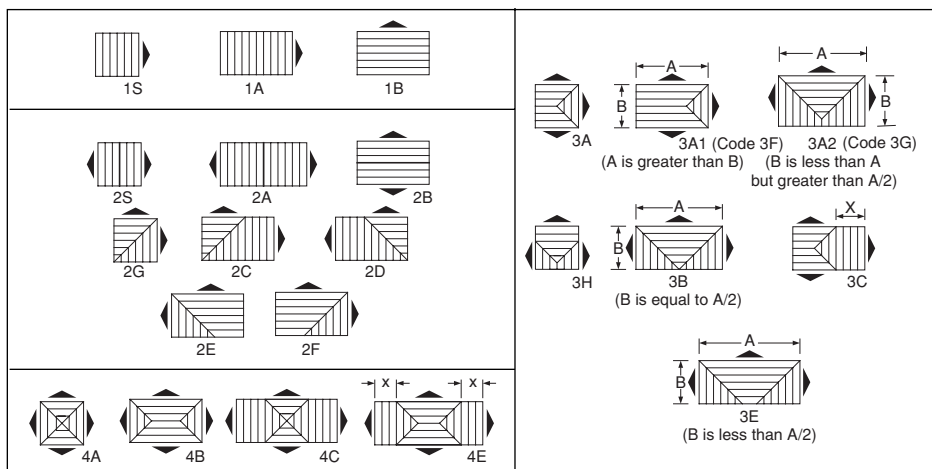 1S 1A 1B
2S 2A 2B
2G 2C 2D
2E 2F
x x
4A 4B 4C 4E
A A
B B
3A 3A1 (Code 3F) 3A2 (Code 3G)
(A is greater than B) (B is less than A
but greater than A/2)
A X
B
3H 3B 3C
(B is equal to A/2)
A
B
3E
(B is less than A/2)